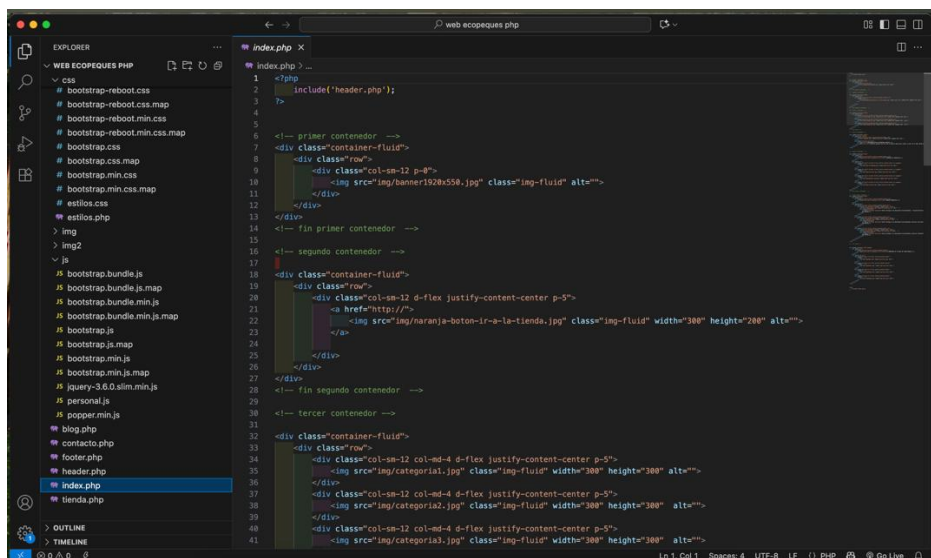 web ecopeques php
EXPLORER
WEB ECOPEQUES PHP
css
# bootstrap-reboot.css
# bootstrap-reboot.css.map
# bootstrap-reboot.min.css
# bootstrap-reboot.min.css.map
# bootstrap.css
# bootstrap.css.map
# bootstrap.min.css
# bootstrap.min.css.map
# estilos.css
estilos.php
img
img2
js
JS bootstrap.bundle.js
JS bootstrap.bundle.js.map
JS bootstrap.bundle.min.js
JS bootstrap.bundle.min.js.map
JS bootstrap.js
JS bootstrap.js.map
JS bootstrap.min.js
JS bootstrap.min.js.map
JS jquery-3.6.0.slim.min.js
JS personal.js
JS popper.min.js
blog.php
contacto.php
footer.php
header.php
index.php
tienda.php
OUTLINE
TIMELINE
index.php
index.php > ...
1 <?php
2 include('header.php');
3 ?>
4
5
6 <!-- primer contenedor -->
7 <div class="container-fluid">
8 <div class="row">
9 <div class="col-sm-12 p-0">
10 <img src="img/banner1920x550.jpg" class="img-fluid" alt="">
11 </div>
12 </div>
13 </div>
14 <!-- fin primer contenedor -->
15
16 <!-- segundo contenedor -->
17
18 <div class="container-fluid">
19 <div class="row">
20 <div class="col-sm-12 d-flex justify-content-center p-5">
21 <a href="http://">
22 <img src="img/naranja-boton-ir-a-la-tienda.jpg" class="img-fluid" width="300" height="200" alt="">
23 </a>
24
25 </div>
26 </div>
27 </div>
28 <!-- fin segundo contenedor -->
29
30 <!-- tercer contenedor -->
31
32 <div class="container-fluid">
33 <div class="row">
34 <div class="col-sm-12 col-md-4 d-flex justify-content-center p-5">
35 <img src="img/categoria1.jpg" class="img-fluid" width="300" height="300" alt="">
36 </div>
37 <div class="col-sm-12 col-md-4 d-flex justify-content-center p-5">
38 <img src="img/categoria2.jpg" class="img-fluid" width="300" height="300" alt="">
39 </div>
40 <div class="col-sm-12 col-md-4 d-flex justify-content-center p-5">
41 <img src="img/categoria3.jpg" class="img-fluid" width="300" height="300" alt="">
0 0 Ln 1, Col 1 Spaces: 4 UTF-8 LF {} PHP Go Live